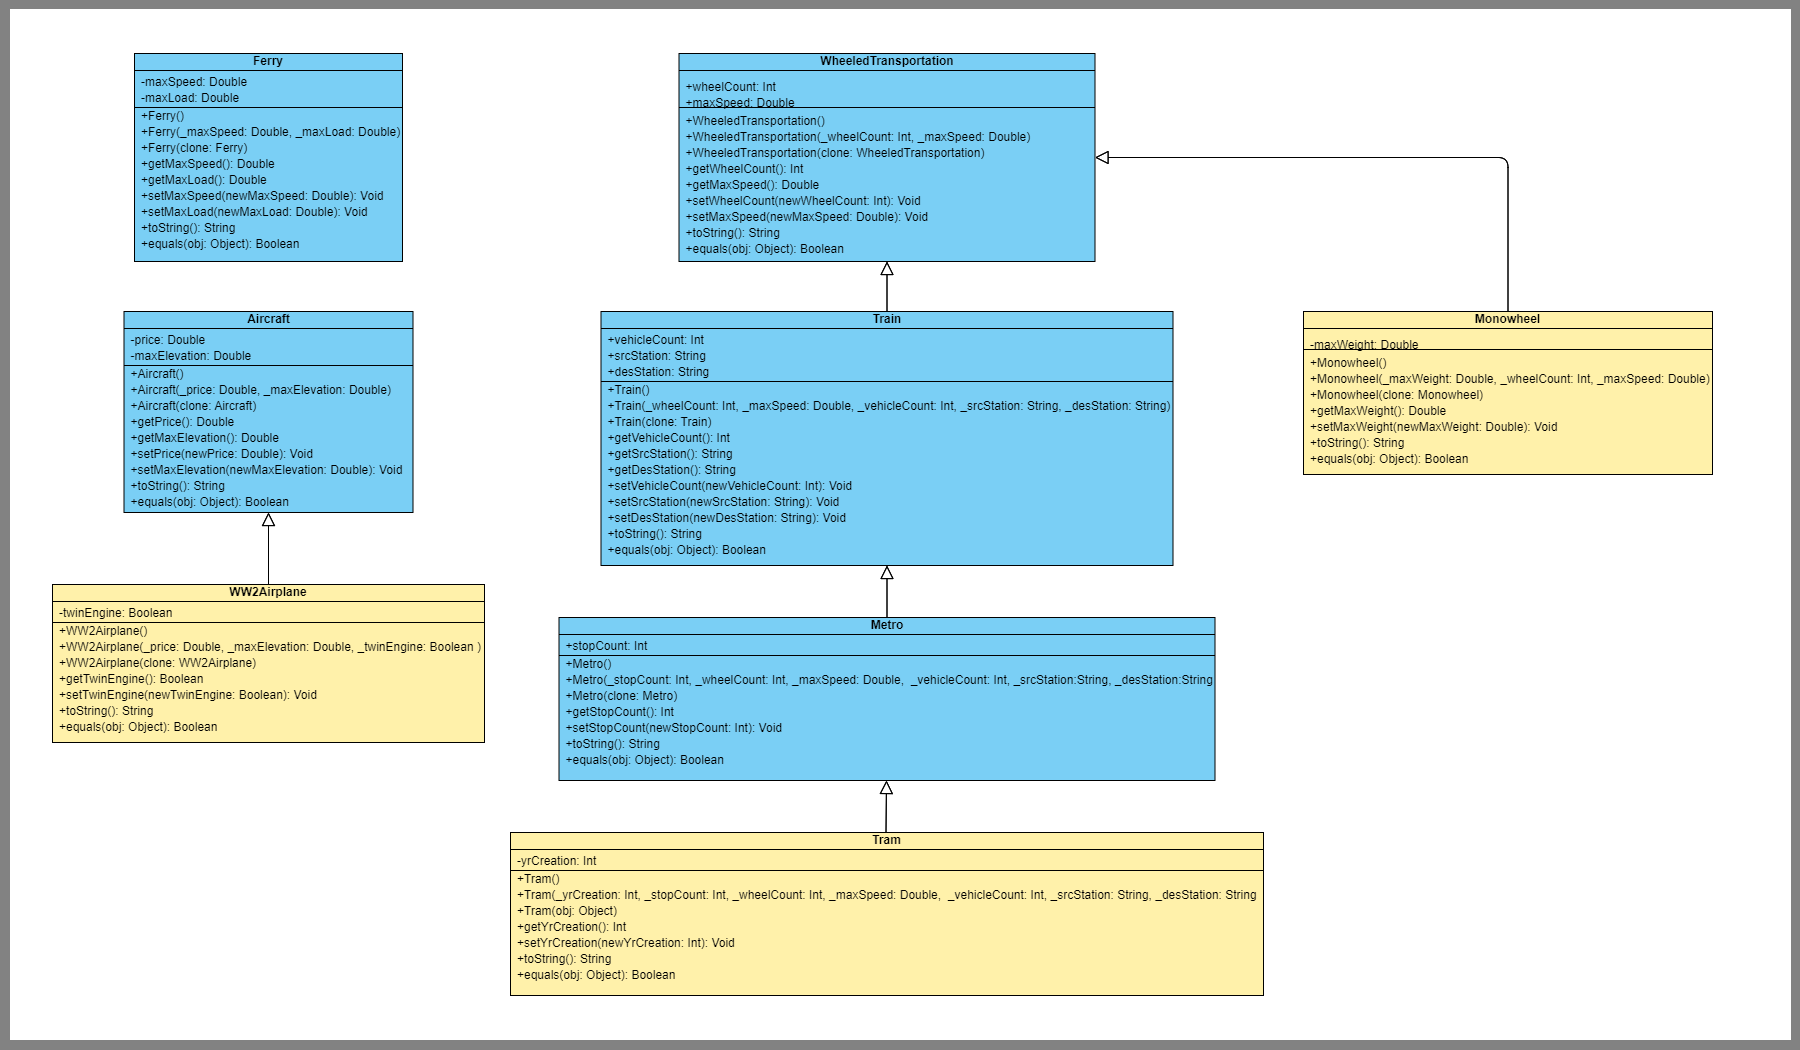 Ferry
-maxSpeed: Double
-maxLoad: Double
+Ferry()
+Ferry(_maxSpeed: Double, _maxLoad: Double)
+Ferry(clone: Ferry)
+getMaxSpeed(): Double
+getMaxLoad(): Double
+setMaxSpeed(newMaxSpeed: Double): Void
+setMaxLoad(newMaxLoad: Double): Void
+toString(): String
+equals(obj: Object): Boolean
WheeledTransportation
+wheelCount: Int
+maxSpeed: Double
+WheeledTransportation()
+WheeledTransportation(_wheelCount: Int, _maxSpeed: Double)
+WheeledTransportation(clone: WheeledTransportation)
+getWheelCount(): Int
+getMaxSpeed(): Double
+setWheelCount(newWheelCount: Int): Void
+setMaxSpeed(newMaxSpeed: Double): Void
+toString(): String
+equals(obj: Object): Boolean
Aircraft
-price: Double
-maxElevation: Double
+Aircraft()
+Aircraft(_price: Double, _maxElevation: Double)
+Aircraft(clone: Aircraft)
+getPrice(): Double
+getMaxElevation(): Double
+setPrice(newPrice: Double): Void
+setMaxElevation(newMaxElevation: Double): Void
+toString(): String
+equals(obj: Object): Boolean
Train
+vehicleCount: Int
+srcStation: String
+desStation: String
+Train()
+Train(_wheelCount: Int, _maxSpeed: Double, _vehicleCount: Int, _srcStation: String, _desStation: String)
+Train(clone: Train)
+getVehicleCount(): Int
+getSrcStation(): String
+getDesStation(): String
+setVehicleCount(newVehicleCount: Int): Void
+setSrcStation(newSrcStation: String): Void
+setDesStation(newDesStation: String): Void
+toString(): String
+equals(obj: Object): Boolean
Monowheel
-maxWeight: Double
+Monowheel()
+Monowheel(_maxWeight: Double, _wheelCount: Int, _maxSpeed: Double)
+Monowheel(clone: Monowheel)
+getMaxWeight(): Double
+setMaxWeight(newMaxWeight: Double): Void
+toString(): String
+equals(obj: Object): Boolean
WW2Airplane
-twinEngine: Boolean
+WW2Airplane()
+WW2Airplane(_price: Double, _maxElevation: Double, _twinEngine: Boolean )
+WW2Airplane(clone: WW2Airplane)
+getTwinEngine(): Boolean
+setTwinEngine(newTwinEngine: Boolean): Void
+toString(): String
+equals(obj: Object): Boolean
Metro
+stopCount: Int
+Metro()
+Metro(_stopCount: Int, _wheelCount: Int, _maxSpeed: Double,  _vehicleCount: Int, _srcStation:String, _desStation:String
+Metro(clone: Metro)
+getStopCount(): Int
+setStopCount(newStopCount: Int): Void
+toString(): String
+equals(obj: Object): Boolean
Tram
-yrCreation: Int
+Tram()
+Tram(_yrCreation: Int, _stopCount: Int, _wheelCount: Int, _maxSpeed: Double,  _vehicleCount: Int, _srcStation: String, _desStation: String
+Tram(obj: Object)
+getYrCreation(): Int
+setYrCreation(newYrCreation: Int): Void
+toString(): String
+equals(obj: Object): Boolean